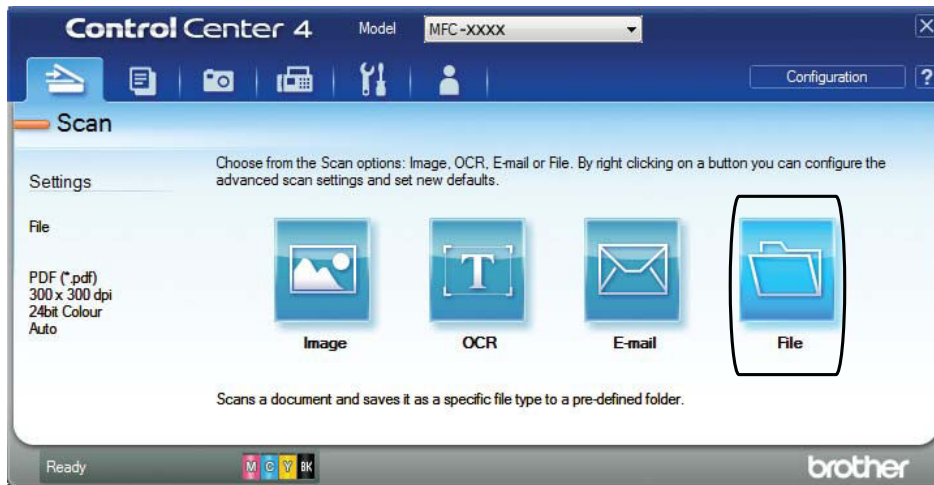 Control Center 4
Model
MFC-XXXX
Configuration
?
Scan
Choose from the Scan options: Image, OCR, E-mail or File. By right clicking on a button you can configure the
advanced scan settings and set new defaults.
Settings
File
PDF (*.pdf)
300 x 300 dpi
24bit Colour
Auto
T
Image
OCR
E-mail
File
Scans a document and saves it as a specific file type to a pre-defined folder.
Ready
M C Y BK
brother